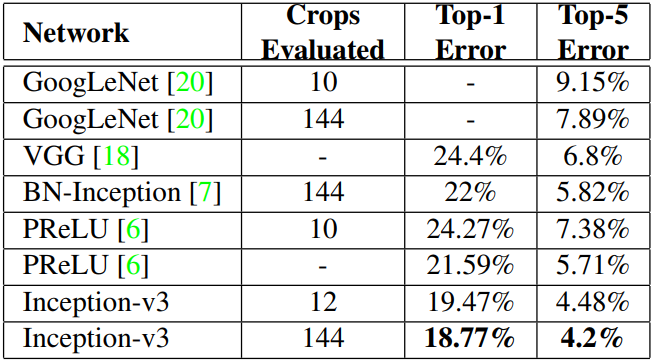 Network Crops Evaluated Top-1 Error Top-5 Error
GoogLeNet [20] 10 - 9.15%
GoogLeNet [20] 144 - 7.89%
VGG [18] - 24.4% 6.8%
BN-Inception [7] 144 22% 5.82%
PReLU [6] 10 24.27% 7.38%
PReLU [6] - 21.59% 5.71%
Inception-v3 12 19.47% 4.48%
Inception-v3 144 18.77% 4.2%